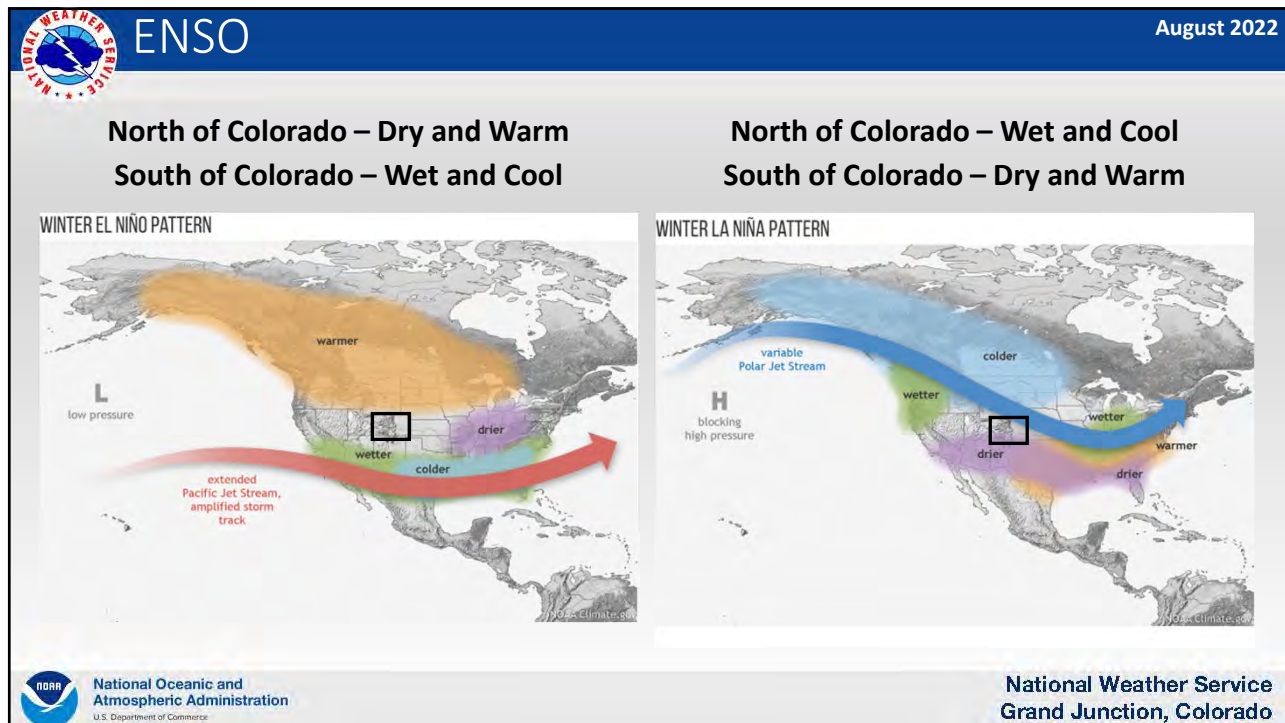 NATIONAL WEATHER SERVICE
ENSO
August 2022
North of Colorado – Dry and Warm
South of Colorado – Wet and Cool
North of Colorado – Wet and Cool
South of Colorado – Dry and Warm
WINTER EL NIÑO PATTERN
warmer
L
low pressure
drier
wetter
colder
extended
Pacific Jet Stream,
amplified storm
track
NOAA Climate.gov
WINTER LA NIÑA PATTERN
variable
Polar Jet Stream
colder
wetter
H
blocking
high pressure
wetter
warmer
drier
drier
NOAA Climate.gov
NOAA
National Oceanic and
Atmospheric Administration
U.S. Department of Commerce
National Weather Service
Grand Junction, Colorado